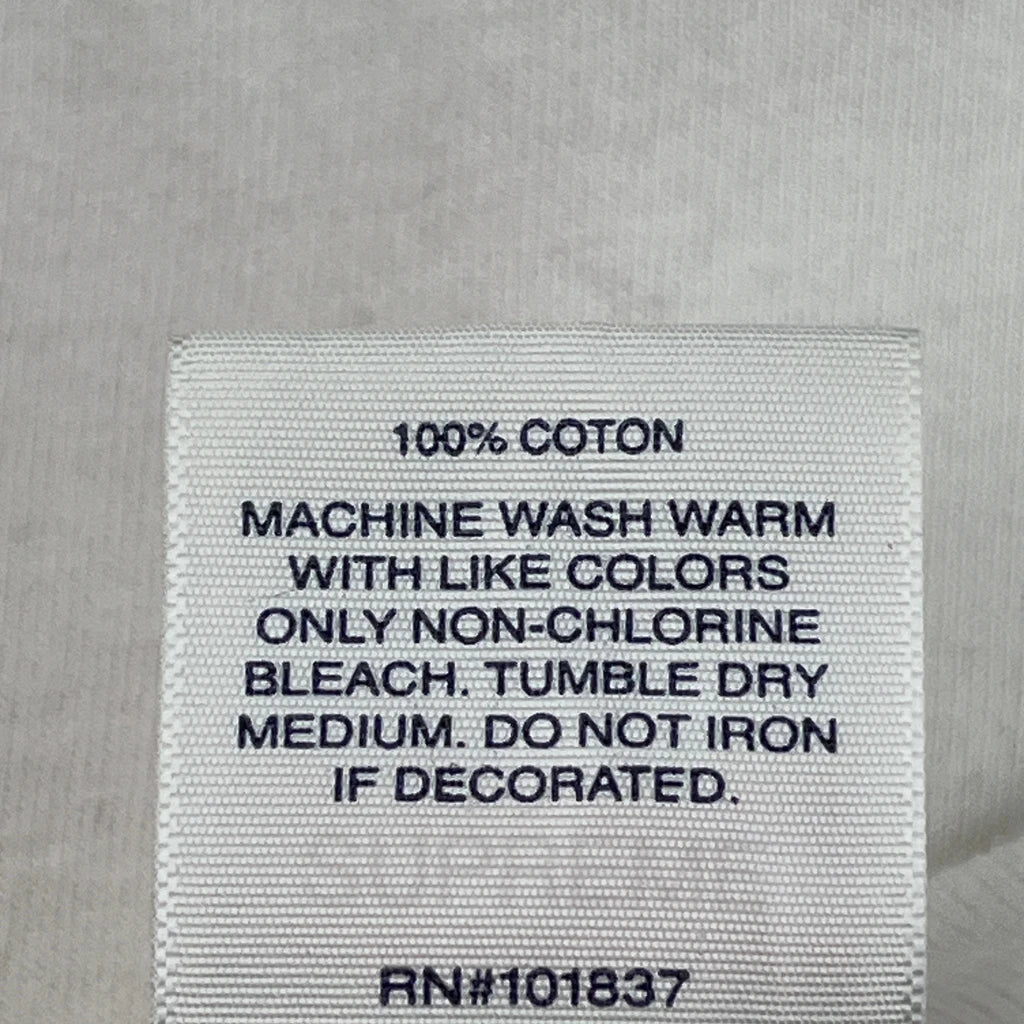 100% COTON
MACHINE WASH WARM
WITH LIKE COLORS
ONLY NON-CHLORINE
BLEACH. TUMBLE DRY
MEDIUM. DO NOT IRON
IF DECORATED.
RN#101837